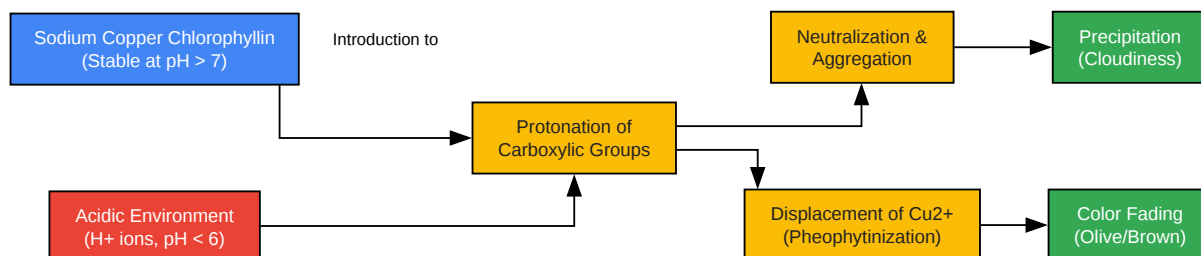 Sodium Copper Chlorophyllin
(Stable at pH > 7)
Introduction to
Neutralization &
Aggregation
Precipitation
(Cloudiness)
Protonation of
Carboxylic Groups
Acidic Environment
(H+ ions, pH < 6)
Displacement of Cu2+
(Pheophytinization)
Color Fading
(Olive/Brown)